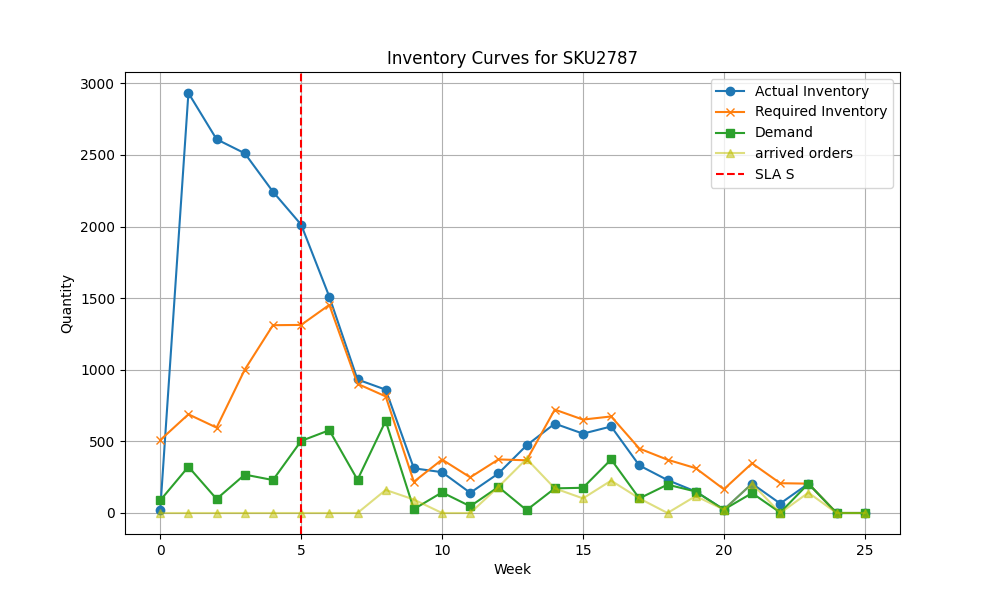 Inventory Curves for SKU2787
Actual Inventory
Required Inventory
Demand
arrived orders
SLA S
Quantity
3000
2500
2000
1500
1000
500
0
0 5 10 15 20 25
Week